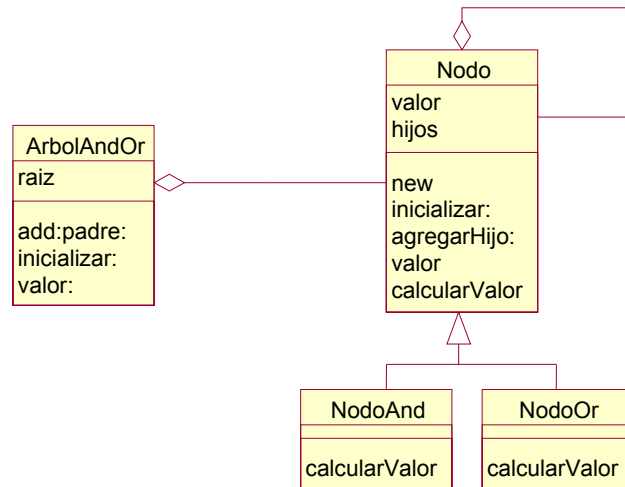 Nodo
valor
hijos
new
inicializar:
agregarHijo:
valor
calcularValor
ArbolAndOr
raiz
add:padre:
inicializar:
valor:
NodoAnd
calcularValor
NodoOr
calcularValor